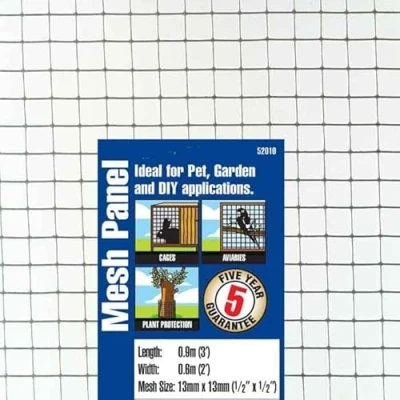 52010
Mesh Panel
Ideal for Pet, Garden
and DIY applications.
CAGES
AVIARIES
PLANT PROTECTION
FIVE YEAR
5
GUARANTEE
Length: 0.9m (3')
Width: 0.6m (2')
Mesh Size: 13mm x 13mm (1/2" x 1/2")